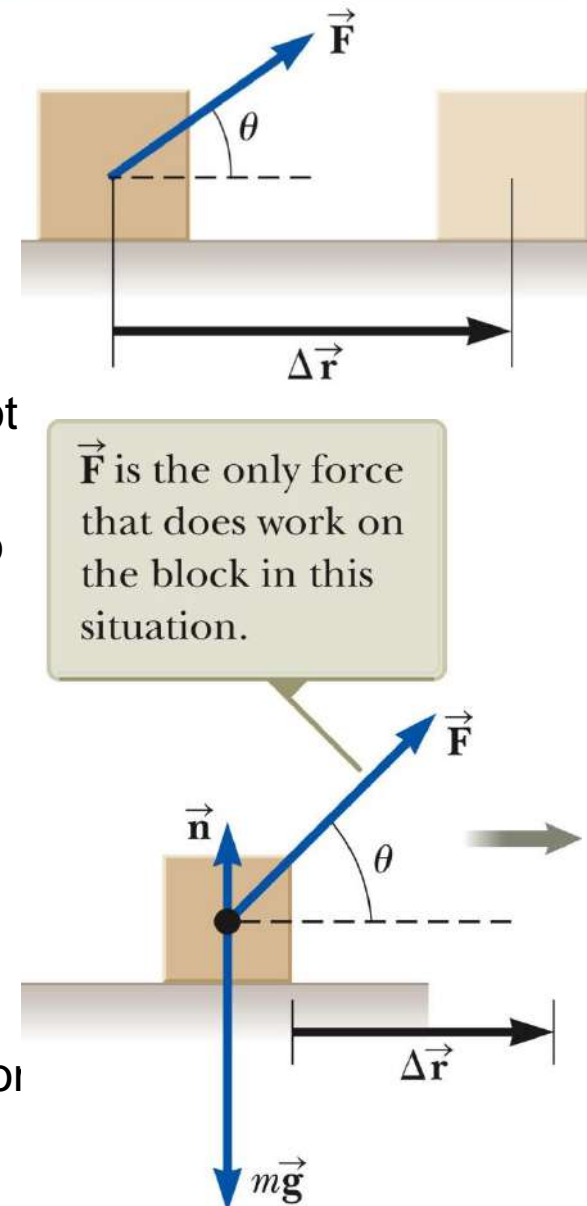 F⃗
θ
Δr⃗
F⃗ is the only force
that does work on
the block in this
situation.
F⃗
n⃗
θ
Δr⃗
mg⃗